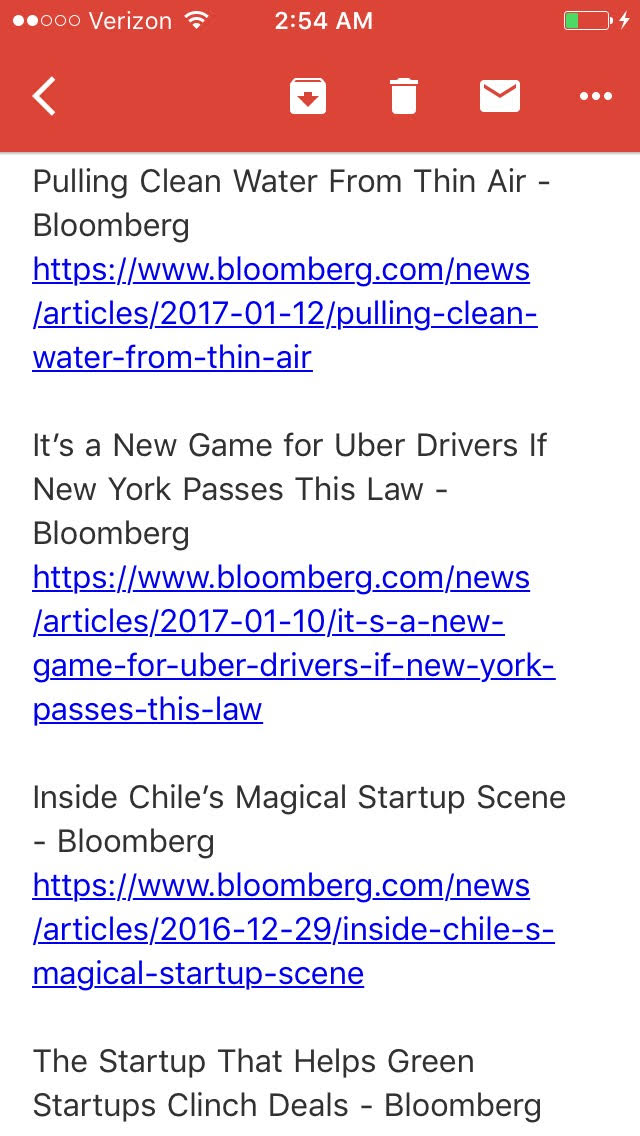 Verizon 2:54 AM
Pulling Clean Water From Thin Air -
Bloomberg
https://www.bloomberg.com/news
/articles/2017-01-12/pulling-clean-
water-from-thin-air
It’s a New Game for Uber Drivers If
New York Passes This Law -
Bloomberg
https://www.bloomberg.com/news
/articles/2017-01-10/it-s-a-new-
game-for-uber-drivers-if-new-york-
passes-this-law
Inside Chile’s Magical Startup Scene
- Bloomberg
https://www.bloomberg.com/news
/articles/2016-12-29/inside-chile-s-
magical-startup-scene
The Startup That Helps Green
Startups Clinch Deals - Bloomberg